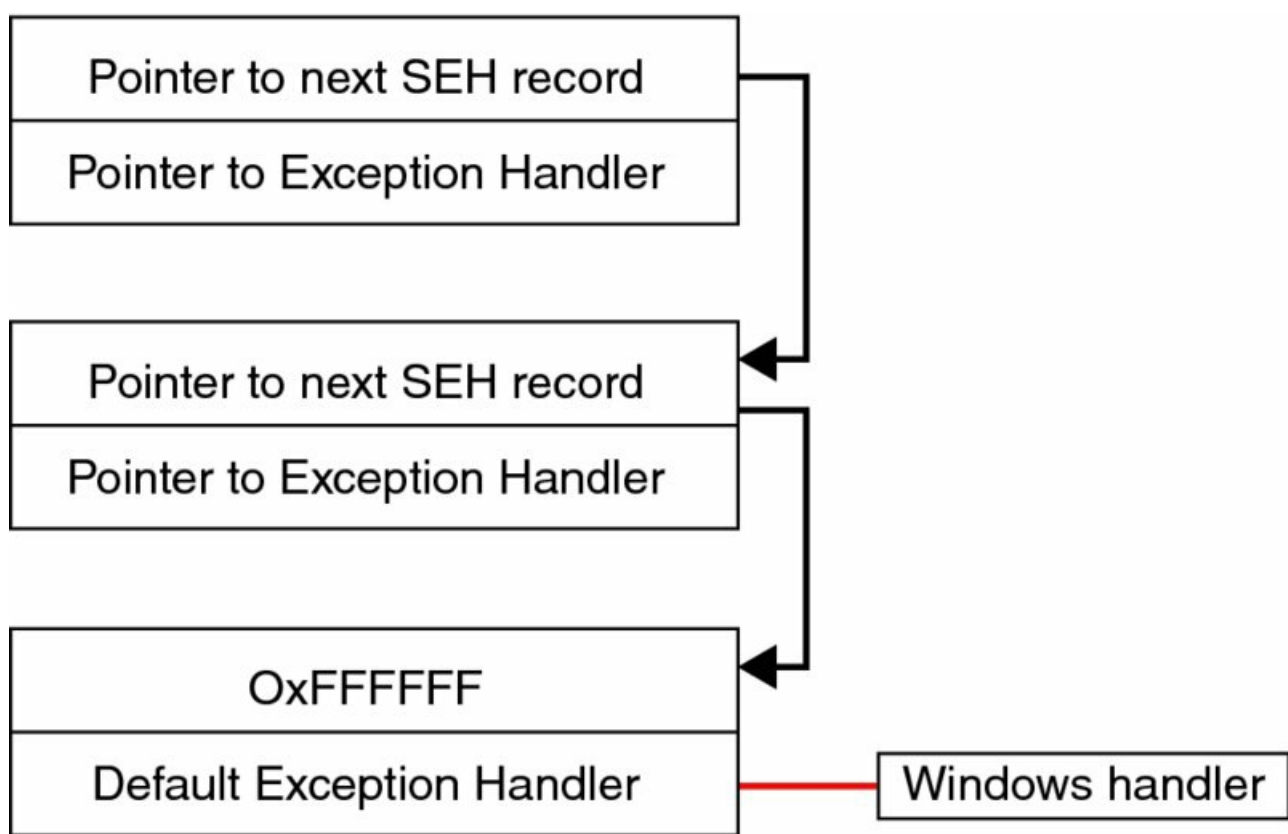 Pointer to next SEH record
Pointer to Exception Handler
Pointer to next SEH record
Pointer to Exception Handler
OxFFFFFF
Default Exception Handler
Windows handler